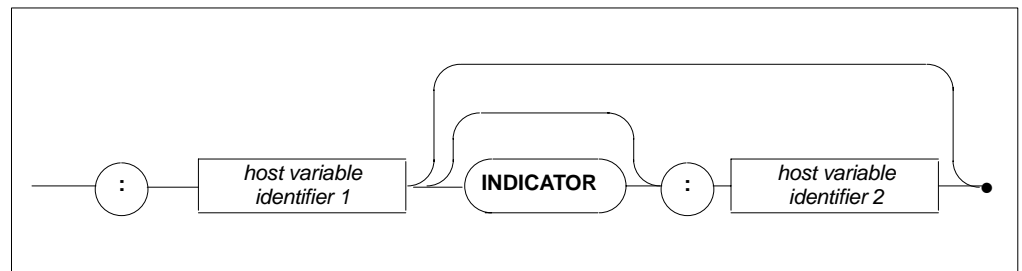 :
host variable
identifier 1
INDICATOR
:
host variable
identifier 2